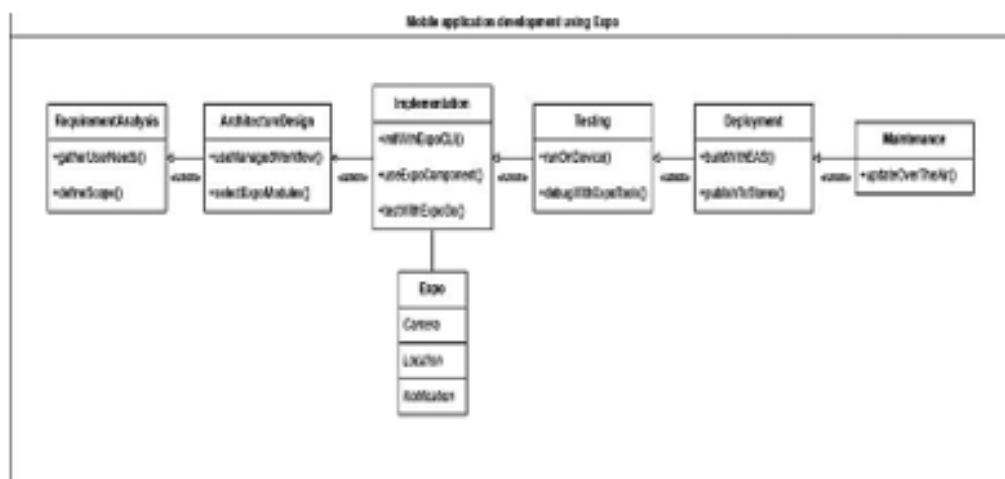 Mobile application development using Expo
RequirementAnalysis
+gatherUserNeeds()
+defineScope()
ArchitectureDesign
+useManagedWorkflow()
+selectExpoModules()
Implementation
+initWithExpoCLI()
+useExpoComponent()
+testWithExpoGo()
Testing
+runOnDevice()
+debugWithExpoTools()
Deployment
+buildWithEAS()
+publishToStores()
Maintenance
+updateOverTheAir()
Expo
Camera
Location
Notification